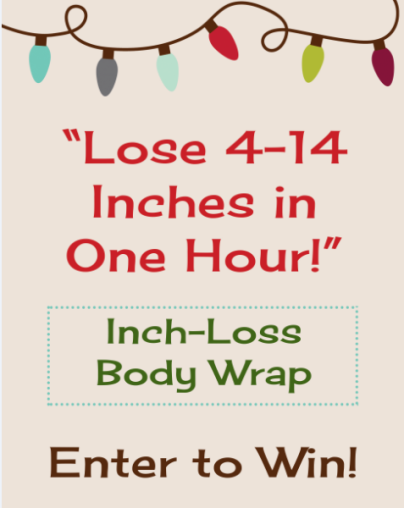 “Lose 4-14
Inches in
One Hour!”
Inch-Loss
Body Wrap
Enter to Win!